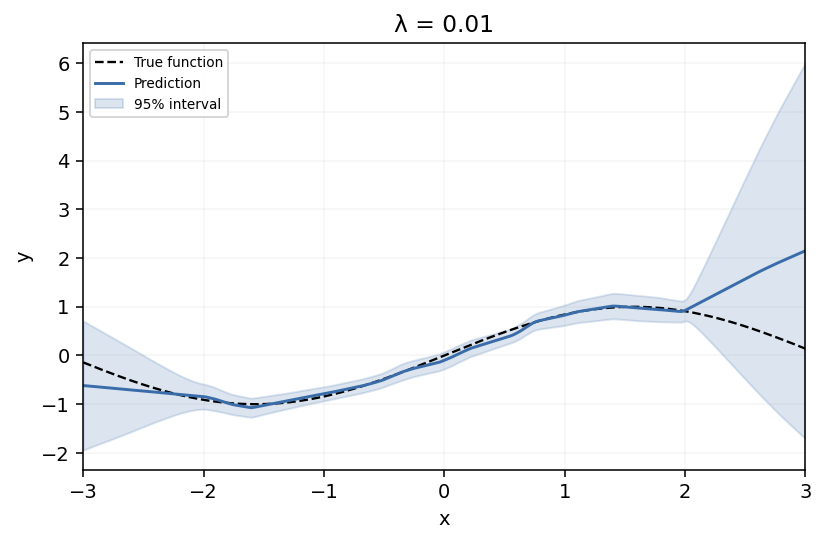 λ = 0.01
True function
Prediction
95% interval
y
6
5
4
3
2
1
0
−1
−2
−3 −2 −1 0 1 2 3
x